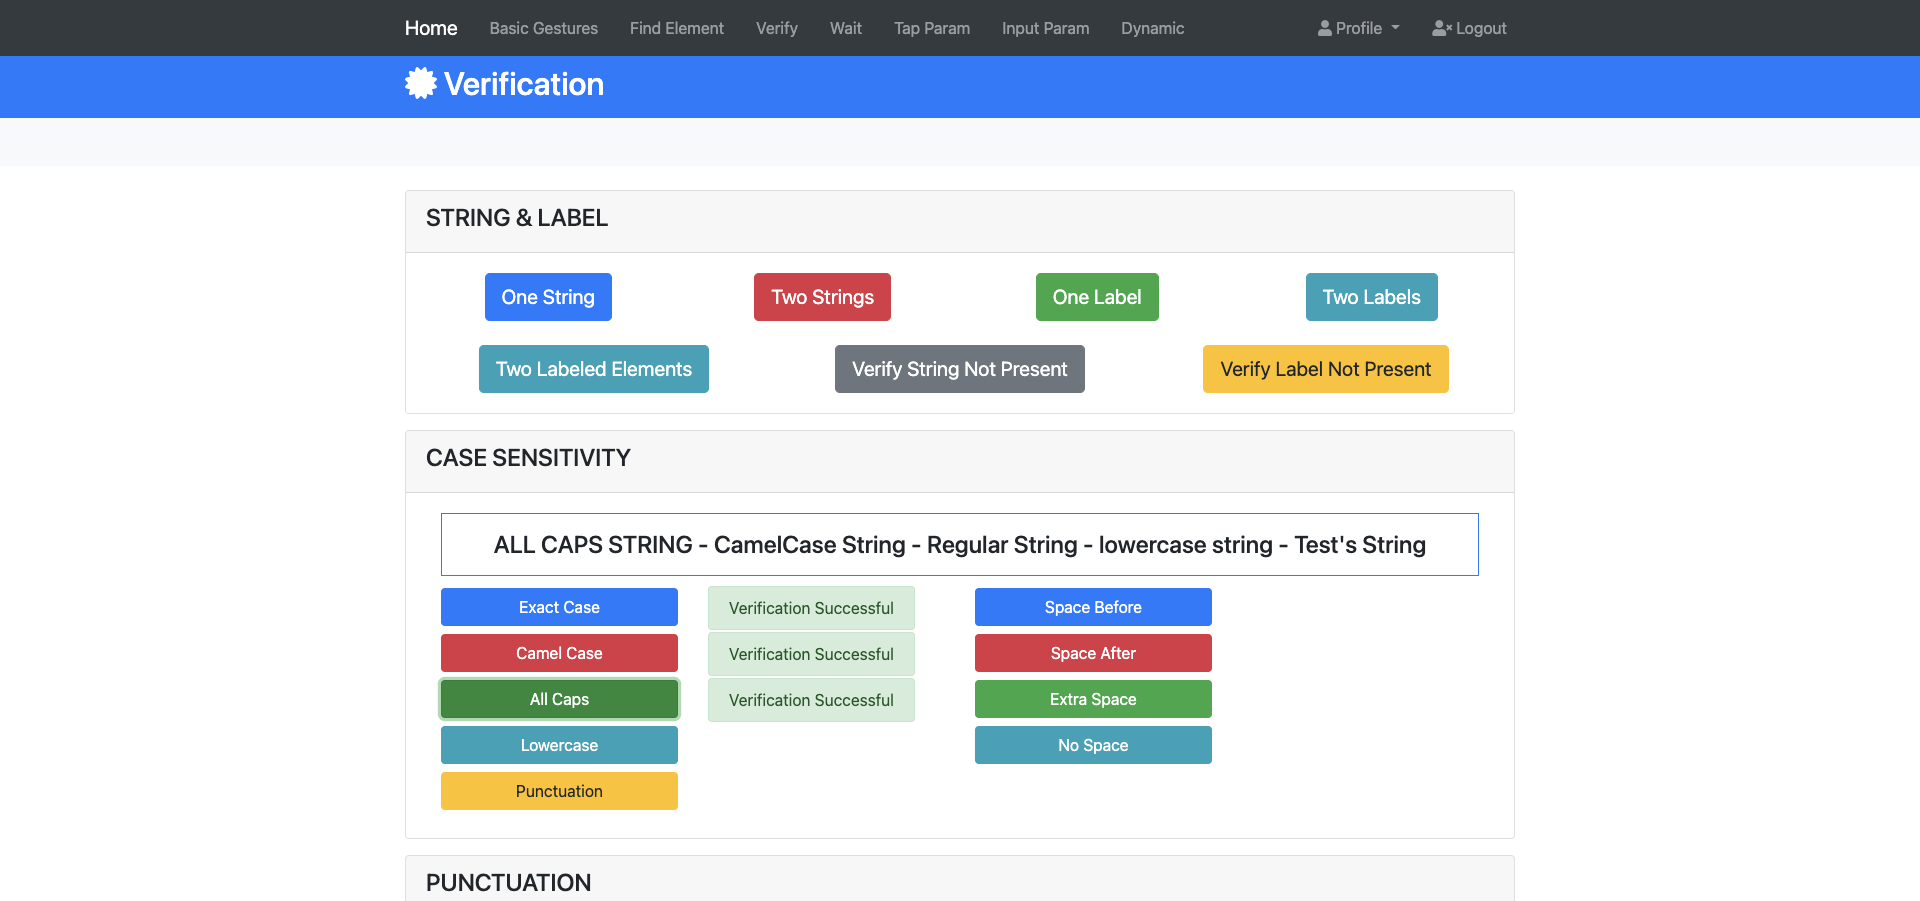 Home Basic Gestures Find Element Verify Wait Tap Param Input Param Dynamic Profile Logout
Verification
STRING & LABEL
One String Two Strings One Label Two Labels
Two Labeled Elements Verify String Not Present Verify Label Not Present
CASE SENSITIVITY
ALL CAPS STRING - CamelCase String - Regular String - lowercase string - Test's String
Exact Case Verification Successful Space Before
Camel Case Verification Successful Space After
All Caps Verification Successful Extra Space
Lowercase No Space
Punctuation
PUNCTUATION